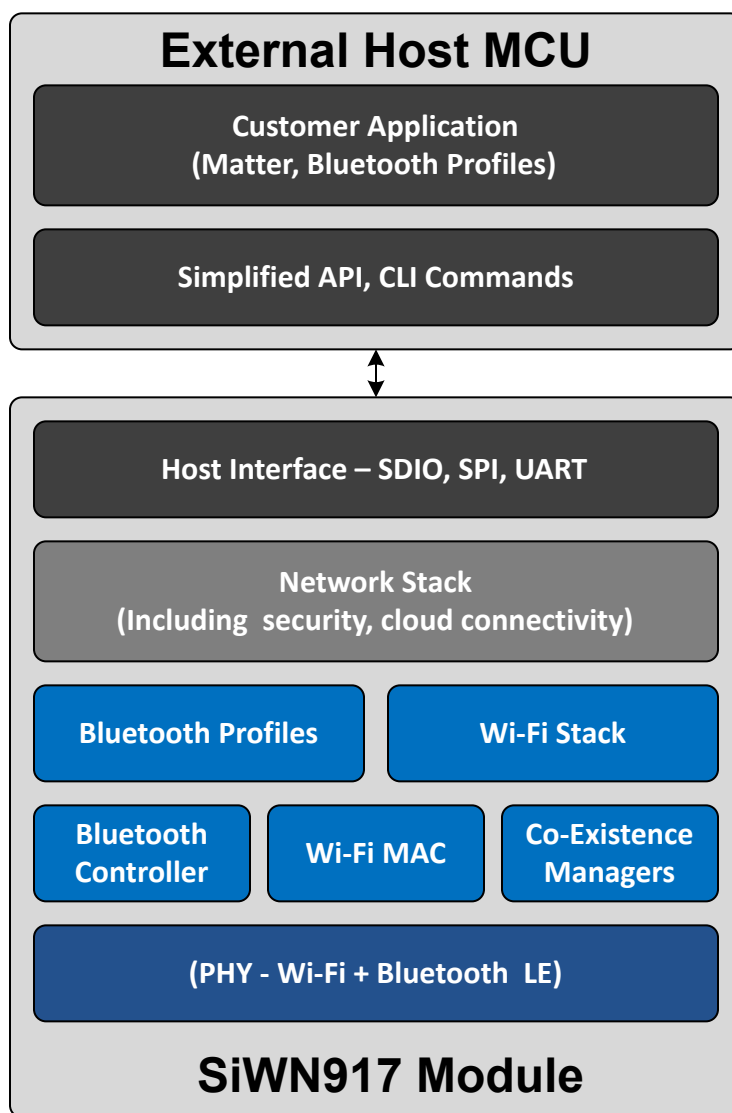 External Host MCU
Customer Application
(Matter, Bluetooth Profiles)
Simplified API, CLI Commands
Host Interface – SDIO, SPI, UART
Network Stack
(Including  security, cloud connectivity)
Bluetooth Profiles
Wi-Fi Stack
Bluetooth
Controller
Wi-Fi MAC
Co-Existence
Managers
(PHY - Wi-Fi + Bluetooth  LE)
SiWN917 Module